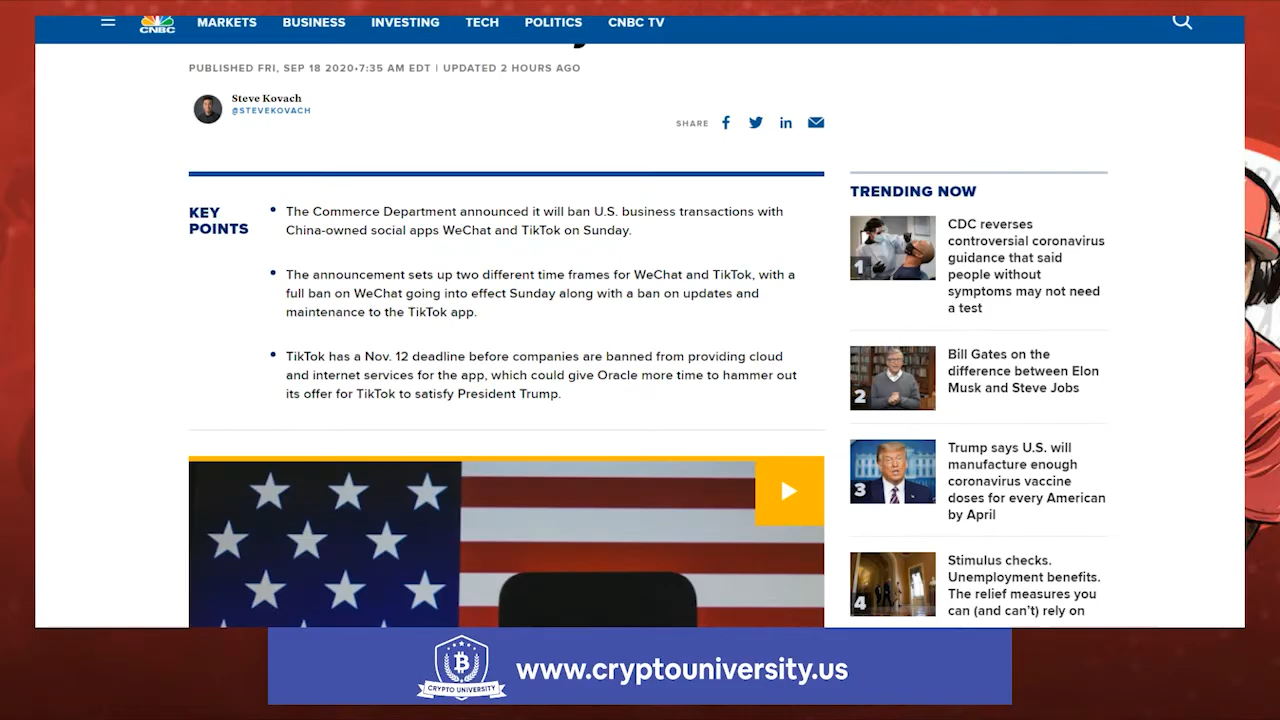 CNBC
MARKETS
BUSINESS
INVESTING
TECH
POLITICS
CNBC TV
PUBLISHED FRI, SEP 18 2020•7:35 AM EDT | UPDATED 2 HOURS AGO
Steve Kovach
@STEVEKOVACH
SHARE
KEY
POINTS
The Commerce Department announced it will ban U.S. business transactions with
China-owned social apps WeChat and TikTok on Sunday.
The announcement sets up two different time frames for WeChat and TikTok, with a
full ban on WeChat going into effect Sunday along with a ban on updates and
maintenance to the TikTok app.
TikTok has a Nov. 12 deadline before companies are banned from providing cloud
and internet services for the app, which could give Oracle more time to hammer out
its offer for TikTok to satisfy President Trump.
TRENDING NOW
1
CDC reverses
controversial coronavirus
guidance that said
people without
symptoms may not need
a test
2
Bill Gates on the
difference between Elon
Musk and Steve Jobs
3
Trump says U.S. will
manufacture enough
coronavirus vaccine
doses for every American
by April
4
Stimulus checks.
Unemployment benefits.
The relief measures you
can (and can't) rely on
CRYPTO UNIVERSITY
www.cryptouniversity.us